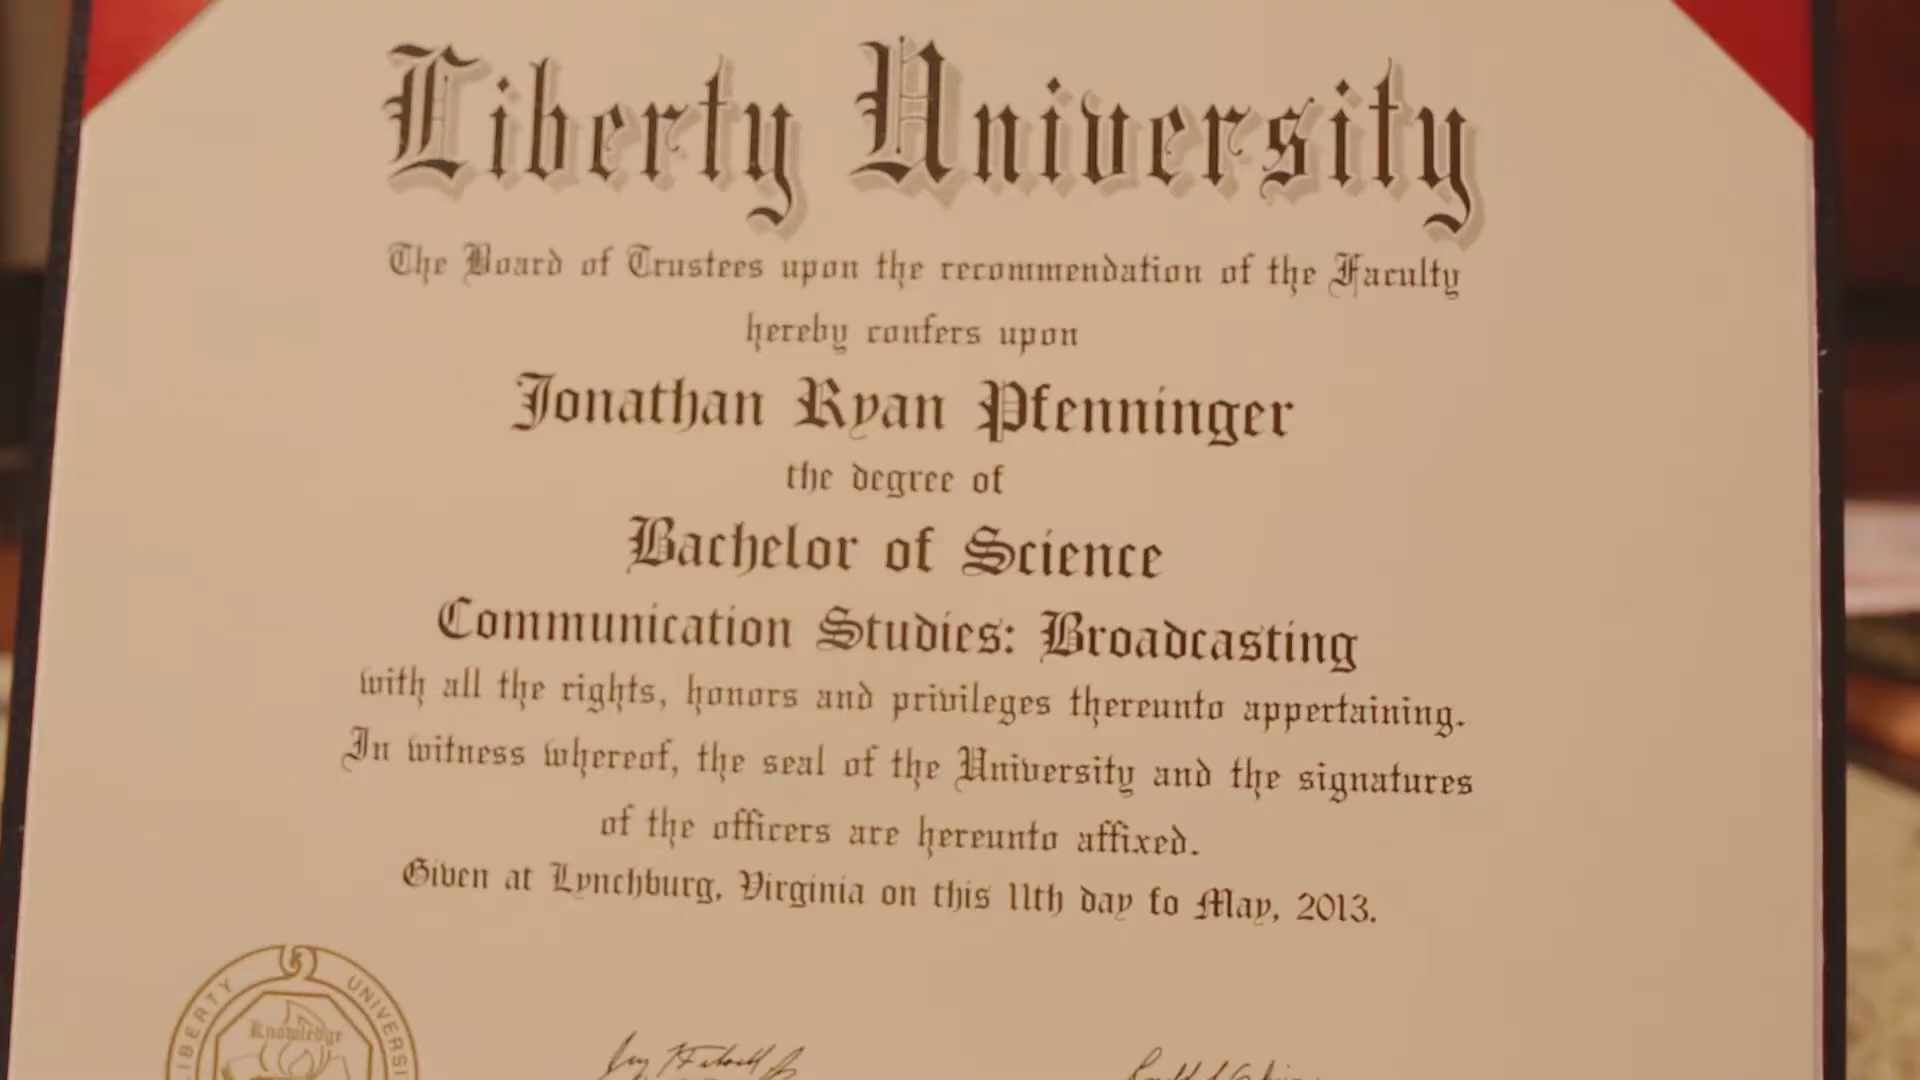 Liberty University
The Board of Trustees upon the recommendation of the Faculty
hereby confers upon
Jonathan Ryan Pfenninger
the degree of
Bachelor of Science
Communication Studies: Broadcasting
with all the rights, honors and privileges thereunto appertaining.
In witness whereof, the seal of the University and the signatures
of the officers are hereunto affixed.
Given at Lynchburg, Virginia on this 11th day fo May, 2013.
LIBERTY UNIVERSI
Knowledge